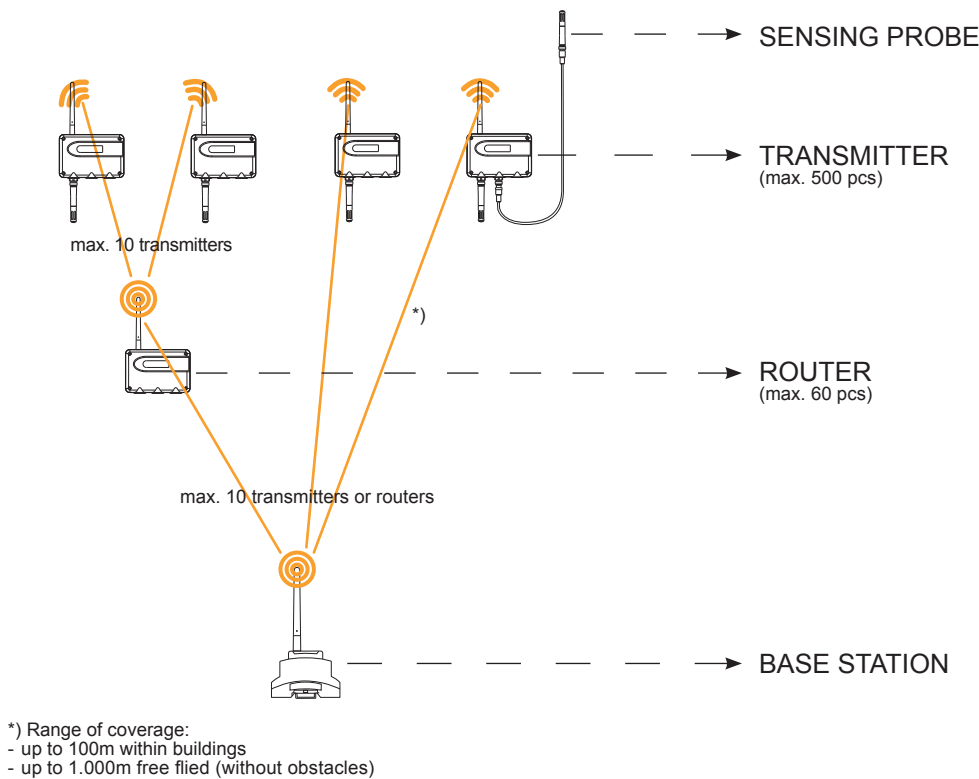 SENSING PROBE
TRANSMITTER
(max. 500 pcs)
max. 10 transmitters
*)
ROUTER
(max. 60 pcs)
max. 10 transmitters or routers
BASE STATION
*) Range of coverage:
- up to 100m within buildings
- up to 1.000m free flied (without obstacles)